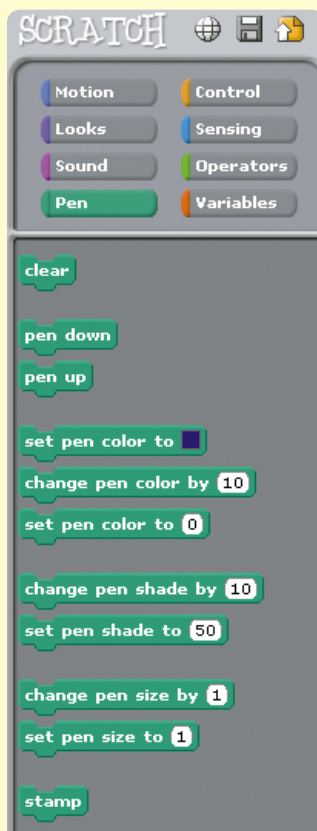 SCRATCH
Motion Control
Looks Sensing
Sound Operators
Pen Variables
clear
pen down
pen up
set pen color to
change pen color by 10
set pen color to 0
change pen shade by 10
set pen shade to 50
change pen size by 1
set pen size to 1
stamp